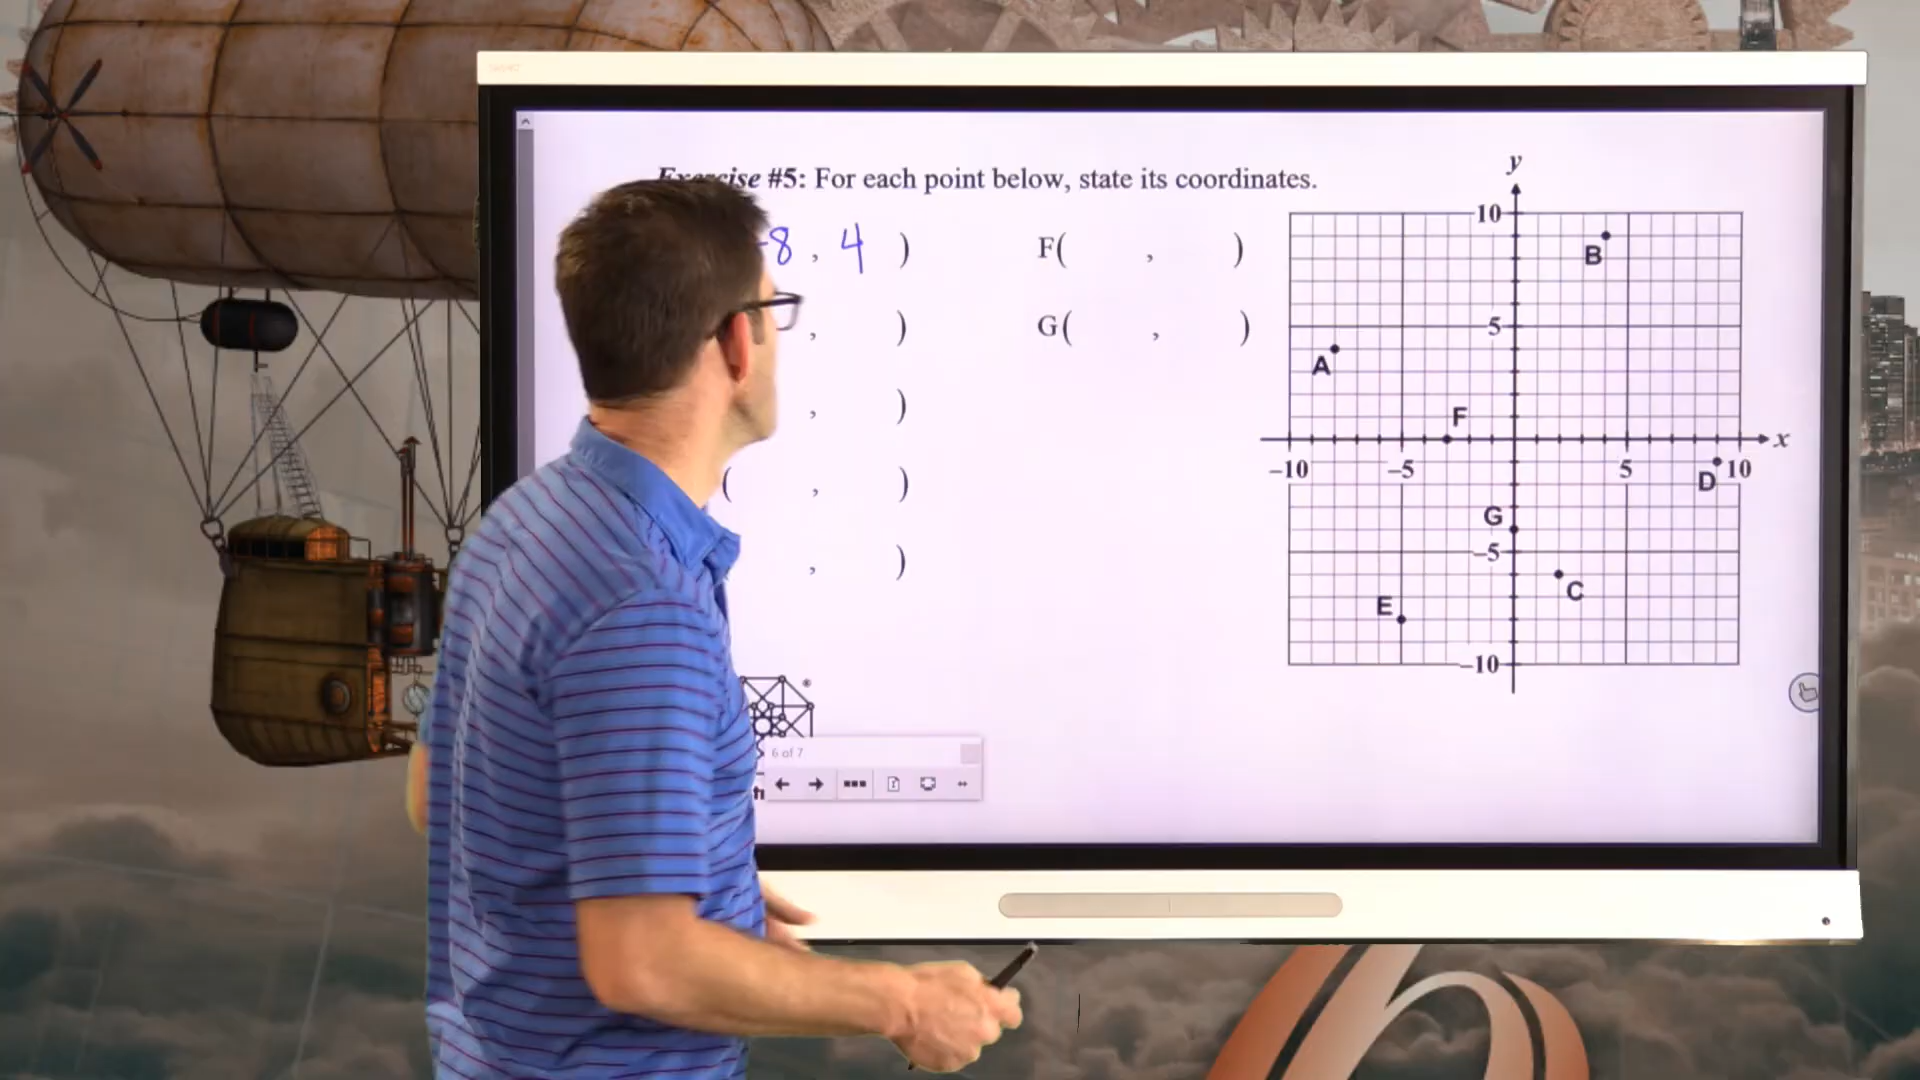 Exercise #5: For each point below, state its coordinates.
-8 , 4 )
F( , )
, )
G( , )
, )
( , )
, )
y
10
5
-5
-10
-10
-5
5
10
x
A
B
F
D
G
C
E
6 of 7